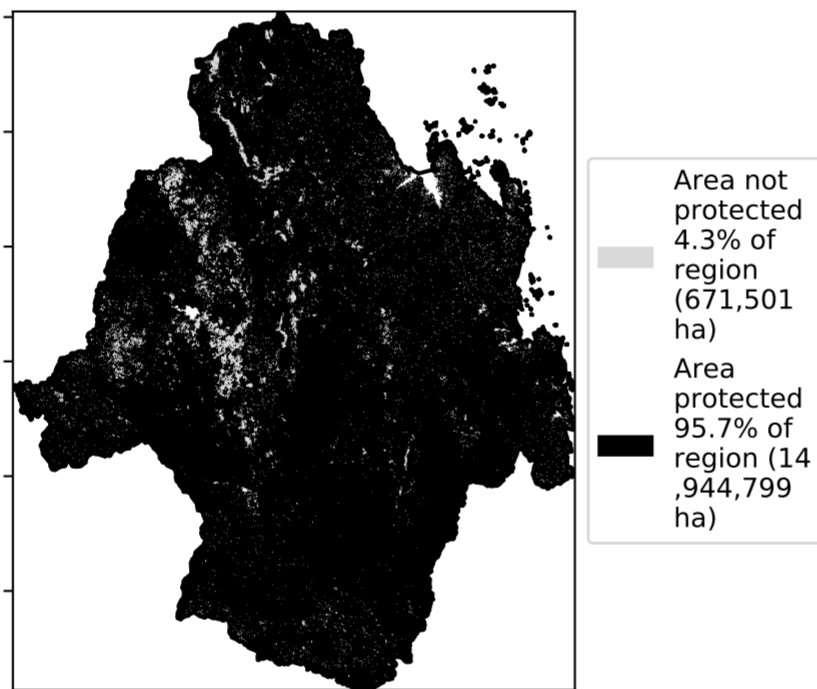 Area not
protected
4.3% of
region
(671,501
ha)
Area
protected
95.7% of
region (14
,944,799
ha)